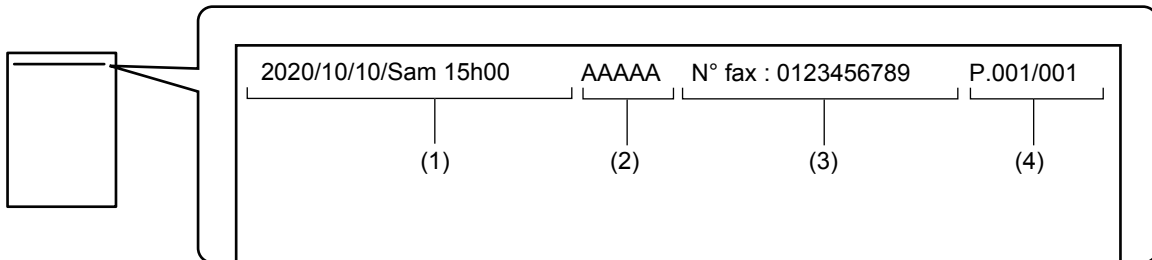 2020/10/10/Sam 15h00 AAAAA N° fax : 0123456789 P.001/001
(1) (2) (3) (4)